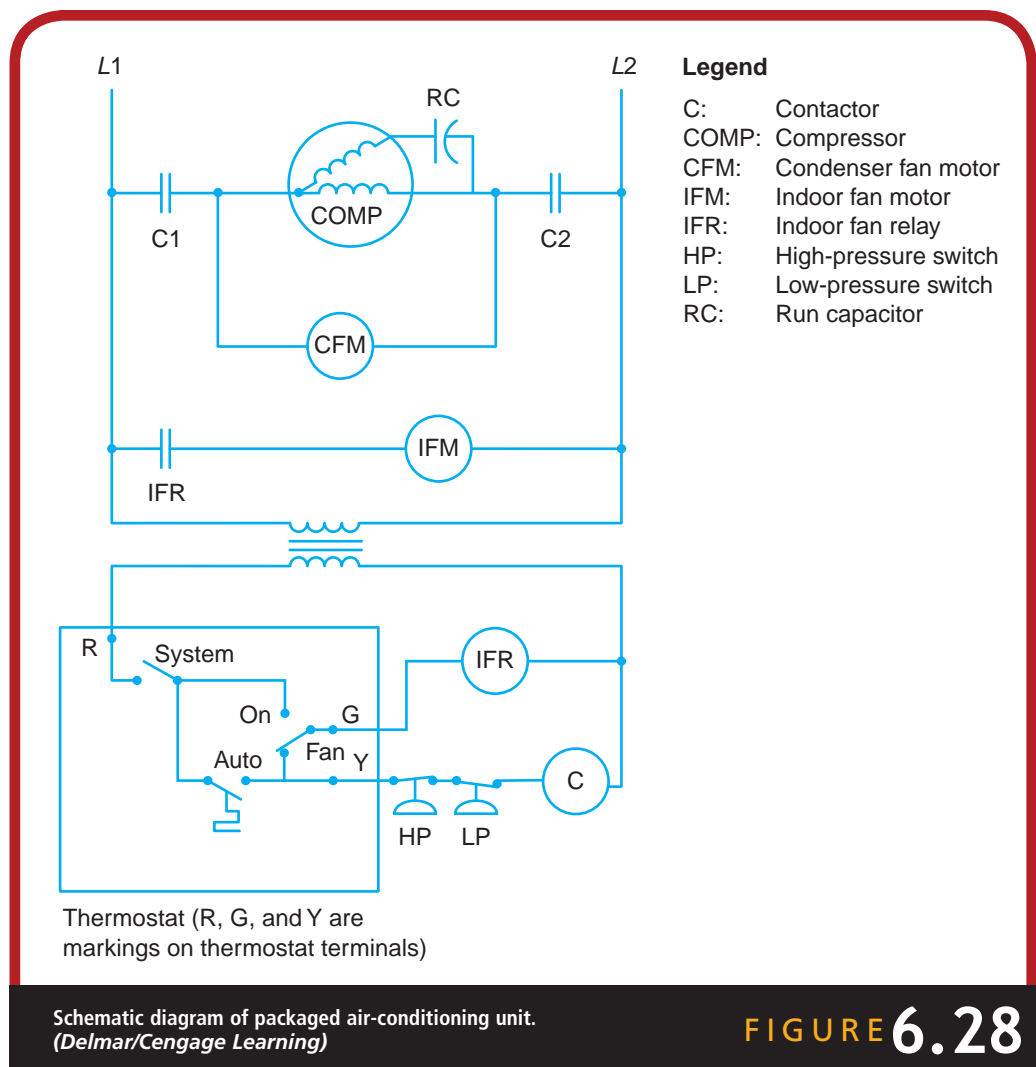 L1
L2
RC
COMP
C1
C2
CFM
IFM
IFR
Legend
C: Contactor
COMP: Compressor
CFM: Condenser fan motor
IFM: Indoor fan motor
IFR: Indoor fan relay
HP: High-pressure switch
LP: Low-pressure switch
RC: Run capacitor
R
System
IFR
On
G
Fan
Auto
Y
C
HP
LP
Thermostat (R, G, and Y are
markings on thermostat terminals)
Schematic diagram of packaged air-conditioning unit.
(Delmar/Cengage Learning)
FIGURE 6.28